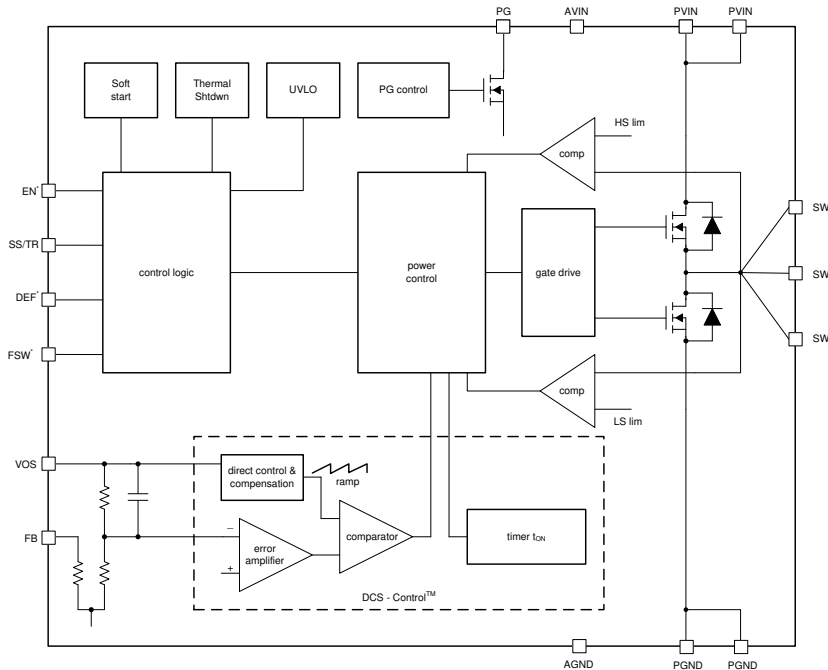 PG
AVIN
PVIN
PVIN
Soft
start
Thermal
Shtdwn
UVLO
PG control
HS lim
comp
EN*
SS/TR
DEF*
FSW*
control logic
power
control
gate drive
SW
SW
SW
comp
LS lim
VOS
FB
direct control &
compensation
ramp
_
+
error
amplifier
comparator
timer tON
DCS - Control™
AGND
PGND
PGND